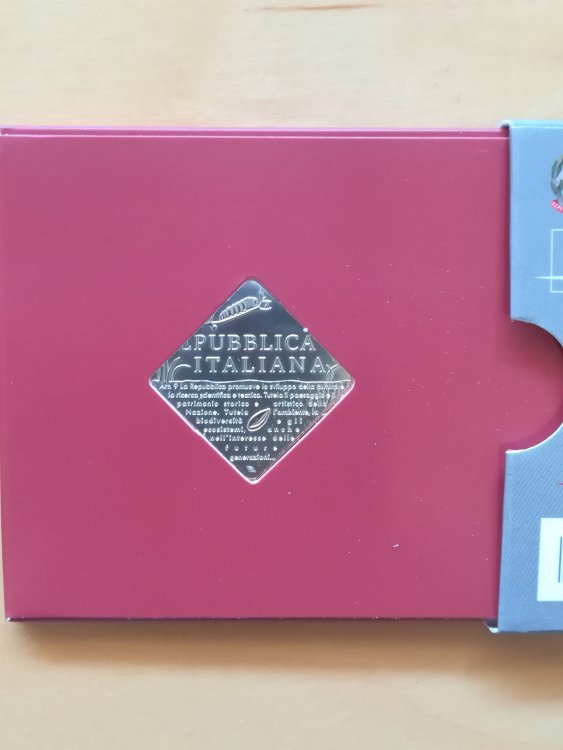 EPUBBLICA
ITALIANA
Art. 9 La Repubblica promuove lo sviluppo della cultura e
la ricerca scientifica e tecnica. Tutela il paesaggio e il
patrimonio storico e artistico della
Nazione. Tutela l'ambiente, la
biodiversità e gli
ecosistemi, anche
nell'interesse delle
future
generazioni...